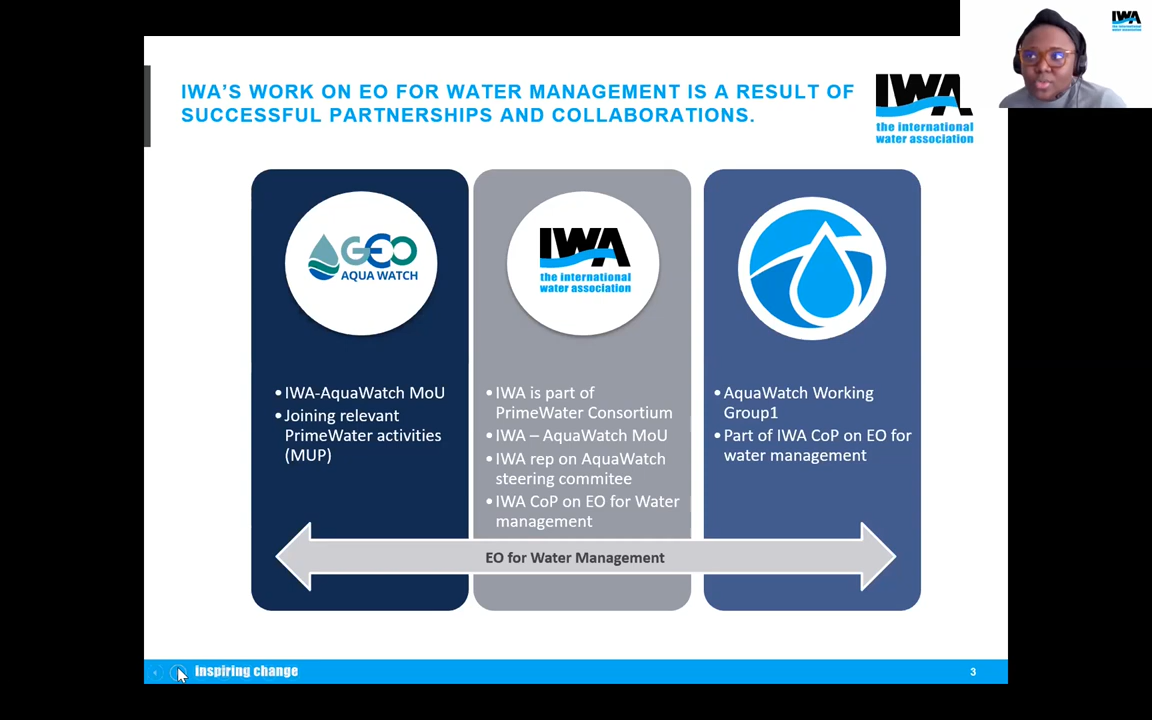 IWA
the international
water association
IWA'S WORK ON EO FOR WATER MANAGEMENT IS A RESULT OF
SUCCESSFUL PARTNERSHIPS AND COLLABORATIONS.
IWA
the international
water association
GEO
AQUA WATCH
IWA
the international
water association
•IWA-AquaWatch MoU
•Joining relevant
PrimeWater activities
(MUP)
•IWA is part of
PrimeWater Consortium
•IWA – AquaWatch MoU
•IWA rep on AquaWatch
steering commitee
•IWA CoP on EO for Water
management
•AquaWatch Working
Group1
•Part of IWA CoP on EO for
water management
EO for Water Management
inspiring change
3